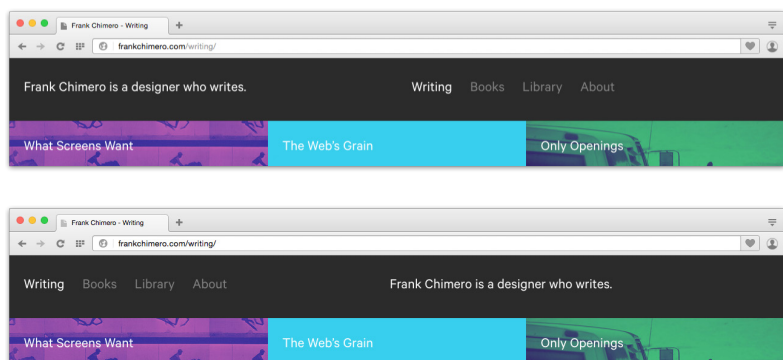 Frank Chimero - Writing
frankchimero.com/writing/
Frank Chimero is a designer who writes. Writing Books Library About
What Screens Want The Web's Grain Only Openings
Frank Chimero - Writing
frankchimero.com/writing/
Writing Books Library About Frank Chimero is a designer who writes.
What Screens Want The Web's Grain Only Openings